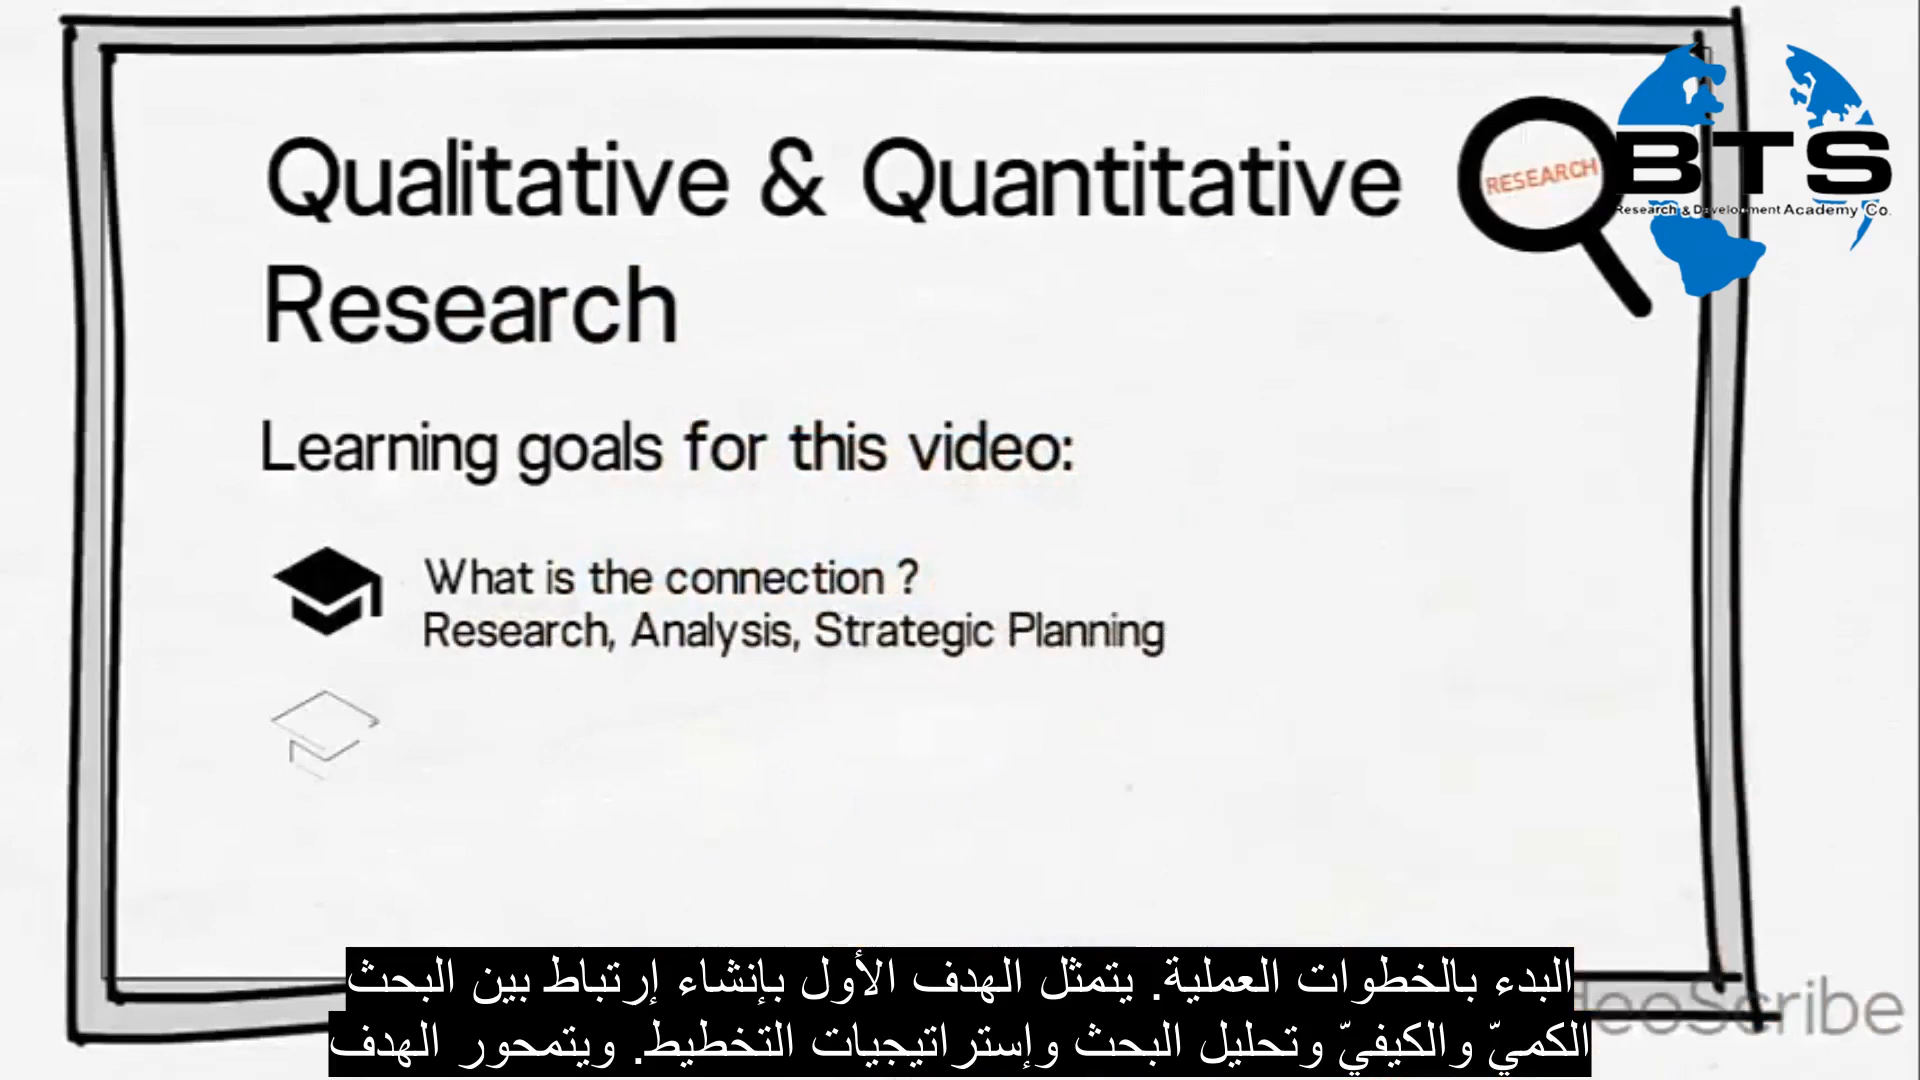 Qualitative & Quantitative
Research
RESEARCH
BTS
Research & Development Academy Co.
Learning goals for this video:
What is the connection ?
Research, Analysis, Strategic Planning
البدء بالخطوات العملية. يتمثل الهدف الأول بإنشاء إرتباط بين البحث
الكميّ والكيفيّ وتحليل البحث وإستراتيجيات التخطيط. ويتمحور الهدف
eoScribe